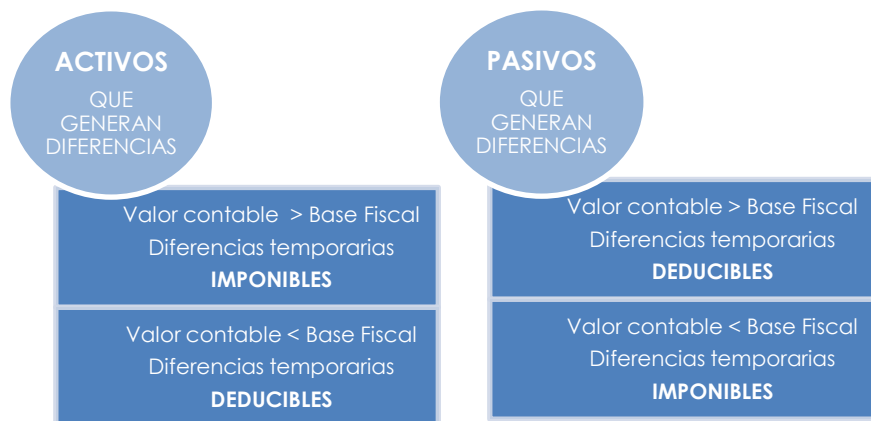 ACTIVOS
QUE
GENERAN
DIFERENCIAS
Valor contable > Base Fiscal
Diferencias temporarias
IMPONIBLES
Valor contable < Base Fiscal
Diferencias temporarias
DEDUCIBLES
PASIVOS
QUE
GENERAN
DIFERENCIAS
Valor contable > Base Fiscal
Diferencias temporarias
DEDUCIBLES
Valor contable < Base Fiscal
Diferencias temporarias
IMPONIBLES